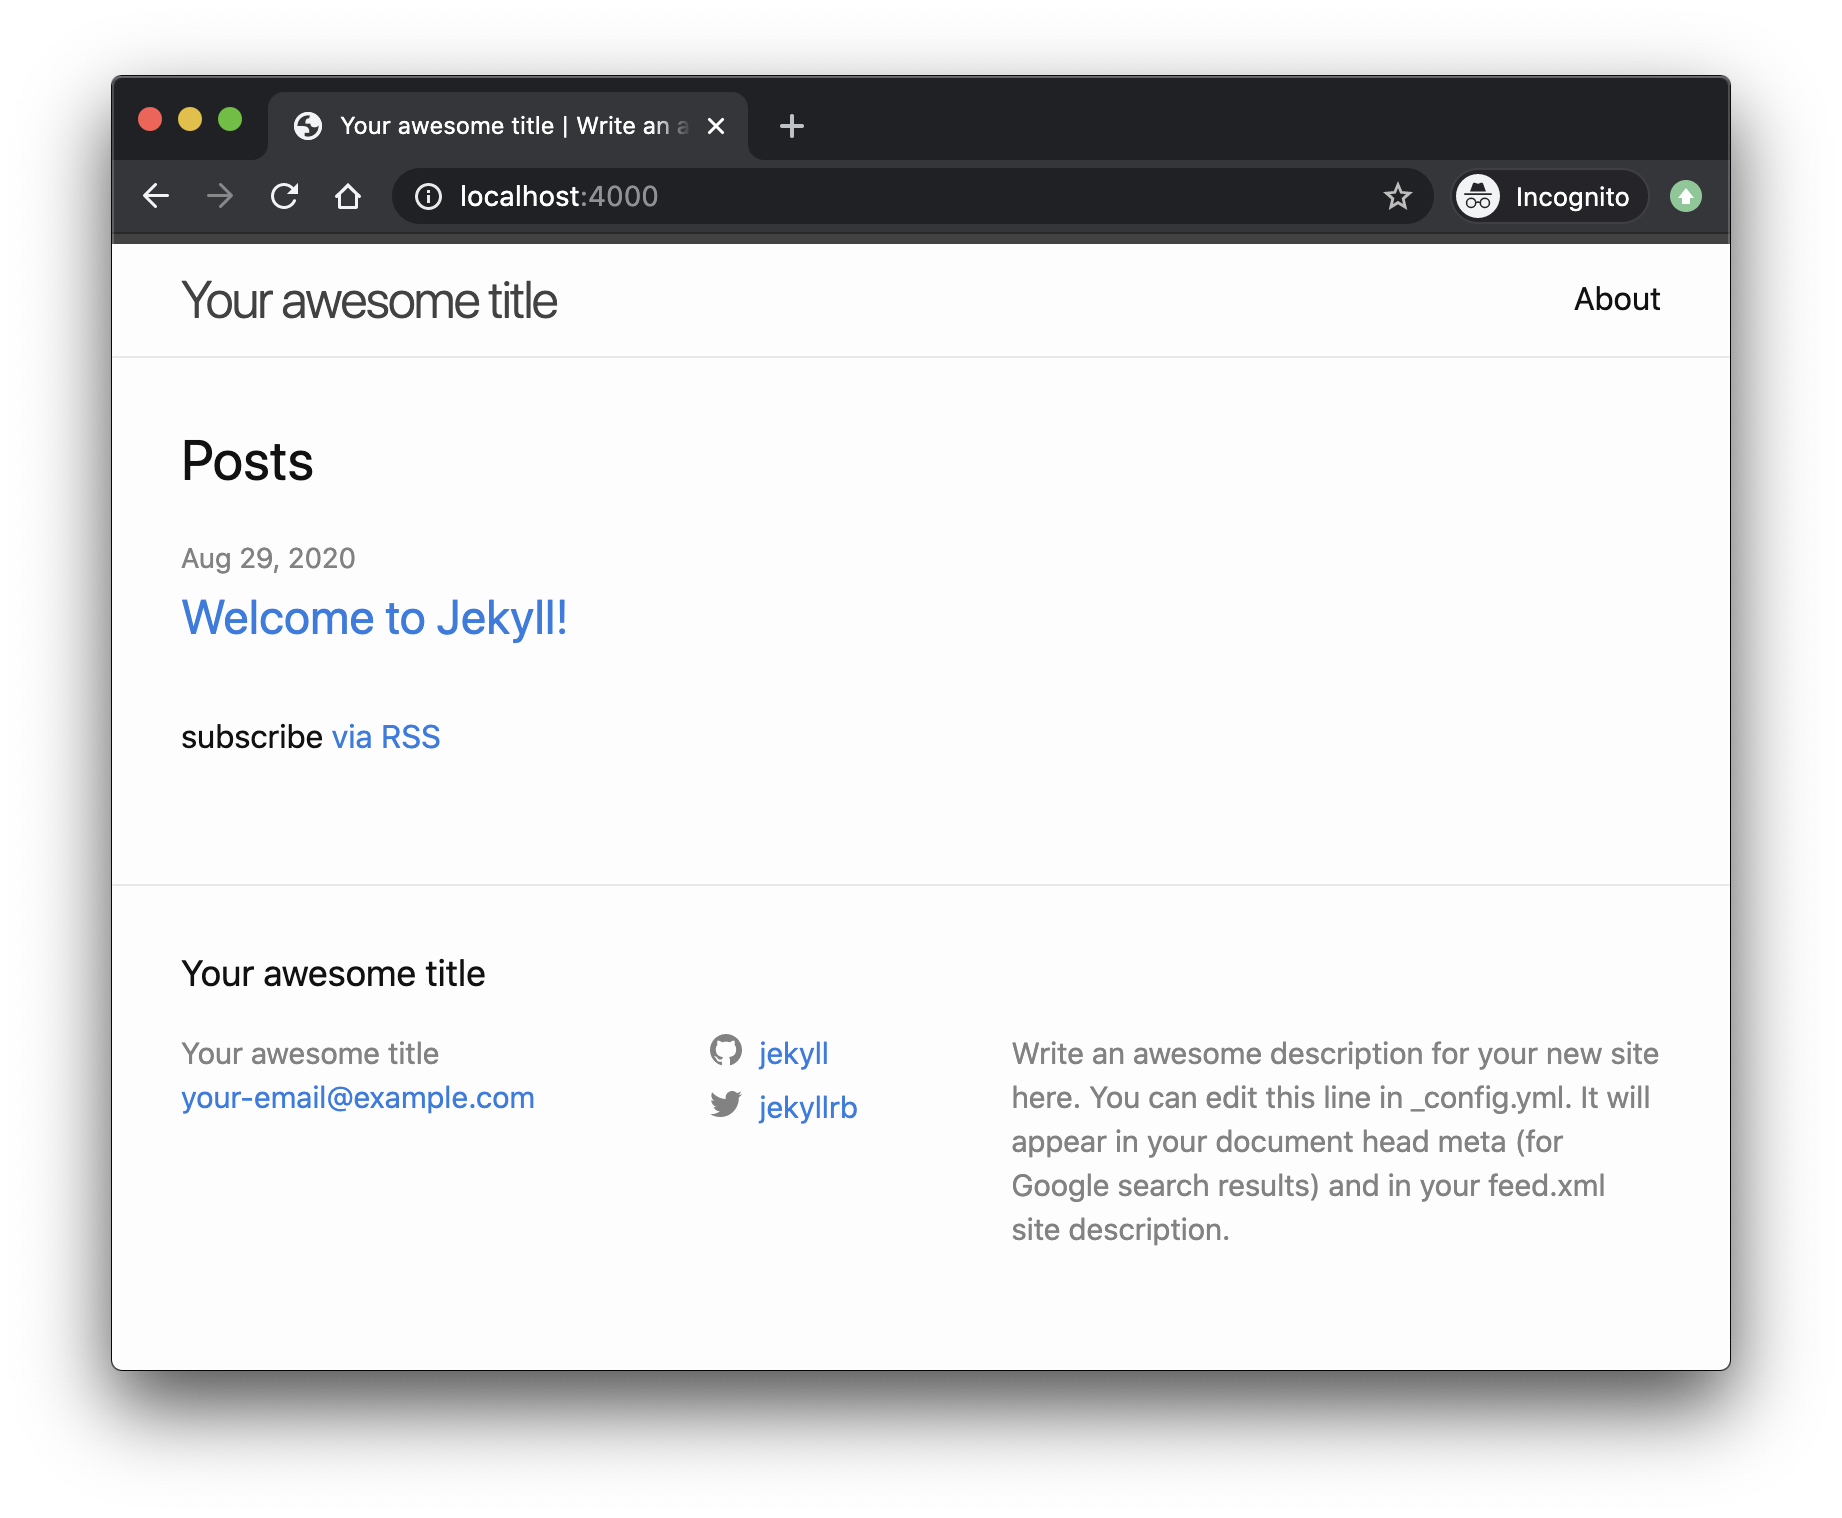 Your awesome title | Write an a
localhost:4000
Incognito
Your awesome title
About
Posts
Aug 29, 2020
Welcome to Jekyll!
subscribe via RSS
Your awesome title
Your awesome title
your-email@example.com
jekyll
jekyllrb
Write an awesome description for your new site
here. You can edit this line in _config.yml. It will
appear in your document head meta (for
Google search results) and in your feed.xml
site description.